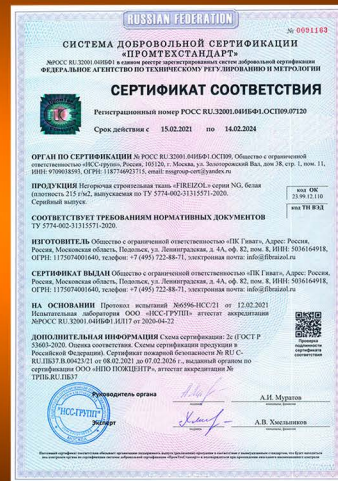 RUSSIAN FEDERATION
№ 0091163
СИСТЕМА ДОБРОВОЛЬНОЙ СЕРТИФИКАЦИИ
«ПРОМТЕХСТАНДАРТ»
№РОСС RU.32001.04ИБФ1 в едином реестре зарегистрированных систем добровольной сертификации
ФЕДЕРАЛЬНОЕ АГЕНТСТВО ПО ТЕХНИЧЕСКОМУ РЕГУЛИРОВАНИЮ И МЕТРОЛОГИИ
СЕРТИФИКАТ СООТВЕТСТВИЯ
Регистрационный номер РОСС RU.32001.04ИБФ1.ОСП09.07120
Срок действия с 15.02.2021 по 14.02.2024
ОРГАН ПО СЕРТИФИКАЦИИ № РОСС RU.32001.04ИБФ1.ОСП09, Общество с ограниченной
ответственностью «НСС-групп», Россия, 105120, г. Москва, ул. Золоторожский Вал, дом 38, стр. 1, пом. 11,
ИНН: 9709038593, ОГРН: 1187746923715, email: nssgroup-cert@yandex.ru
ПРОДУКЦИЯ Негорючая строительная ткань «FIREIZOL» серии NG, белая
(плотность 215 г/м2), выпускаемая по ТУ 5774-002-31315571-2020.
Серийный выпуск
код ОК
23.99.12.110
код ТН ВЭД
СООТВЕТСТВУЕТ ТРЕБОВАНИЯМ НОРМАТИВНЫХ ДОКУМЕНТОВ
ТУ 5774-002-31315571-2020.
ИЗГОТОВИТЕЛЬ Общество с ограниченной ответственностью «ПК Гиват», Адрес: Россия,
Россия, Московская область, Подольск, ул. Ленинградская, д. 4А, оф. 82, пом. 8, ИНН: 5036164918,
ОГРН: 1175074001640, телефон: +7 (495) 722-88-71, электронная почта: info@fibraizol.ru
СЕРТИФИКАТ ВЫДАН Общество с ограниченной ответственностью «ПК Гиват», Адрес: Россия,
Россия, Московская область, Подольск, ул. Ленинградская, д. 4А, оф. 82, пом. 8, ИНН: 5036164918,
ОГРН: 1175074001640, телефон: +7 (495) 722-88-71, электронная почта: info@fibraizol.ru
НА ОСНОВАНИИ Протокол испытаний №6596-НСС/21 от 12.02.2021
Испытательная лаборатория ООО «НСС-ГРУПП» аттестат аккредитации
№РОСС RU.32001.04ИБФ1.ИЛ17 от 2020-04-22
Проверка
подлинности
сертификата
соответствия
ДОПОЛНИТЕЛЬНАЯ ИНФОРМАЦИЯ Схема сертификации: 2с (ГОСТ Р
53603-2020. Оценка соответствия. Схемы сертификации продукции в
Российской Федерации). Сертификат пожарной безопасности № RU C-
RU.ПБ37.В.00423/21 от 08.02.2021 до 07.02.2026 г., выданный органом по
сертификации ООО «НПО ПОЖЦЕНТР», аттестат аккредитации №
ТРПБ.RU.ПБ37
Руководитель органа А.И. Муратов
"НСС-ГРУПП"
Эксперт А.В. Хмельников